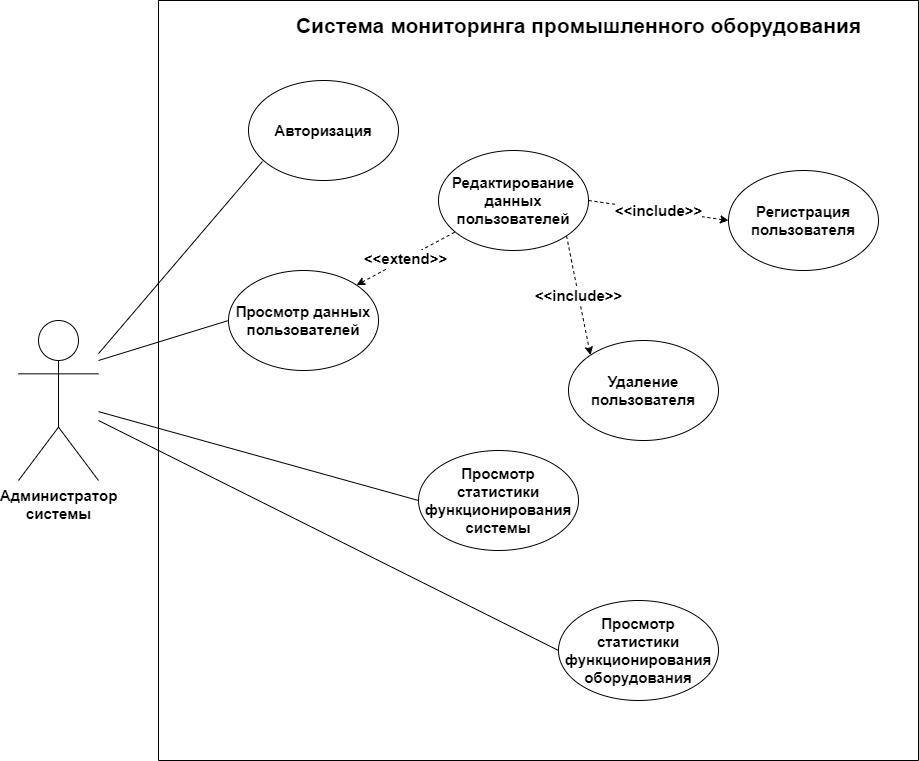 Система мониторинга промышленного оборудования
Авторизация
Редактирование
данных
пользователей
<<include>>
Регистрация
пользователя
<<extend>>
Просмотр данных
пользователей
<<include>>
Удаление
пользователя
Администратор
системы
Просмотр
статистики
функционирования
системы
Просмотр
статистики
функционирования
оборудования